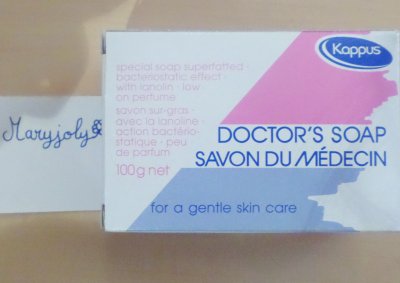 Kappus
special soap superfatted ·
bacteriostatic effect ·
with lanolin · low
on perfume
savon sur-gras ·
avec la lanoline ·
action bactério-
statique · peu
de parfum
100g net
DOCTOR'S SOAP
SAVON DU MÉDECIN
for a gentle skin care
Maryjoly